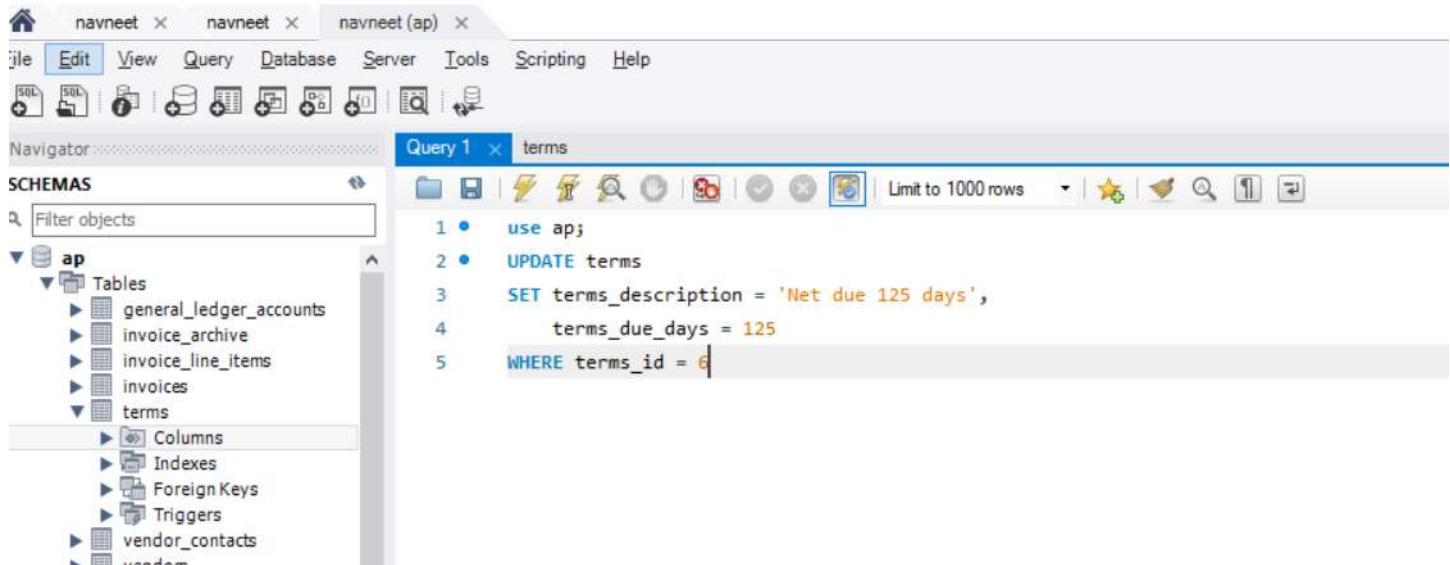 navneet × navneet × navneet (ap) ×
File Edit View Query Database Server Tools Scripting Help
Navigator
SCHEMAS
Filter objects
ap
Tables
general_ledger_accounts
invoice_archive
invoice_line_items
invoices
terms
Columns
Indexes
Foreign Keys
Triggers
vendor_contacts
vendors
Query 1 × terms
Limit to 1000 rows
1 use ap;
2 UPDATE terms
3 SET terms_description = 'Net due 125 days',
4 terms_due_days = 125
5 WHERE terms_id = 6